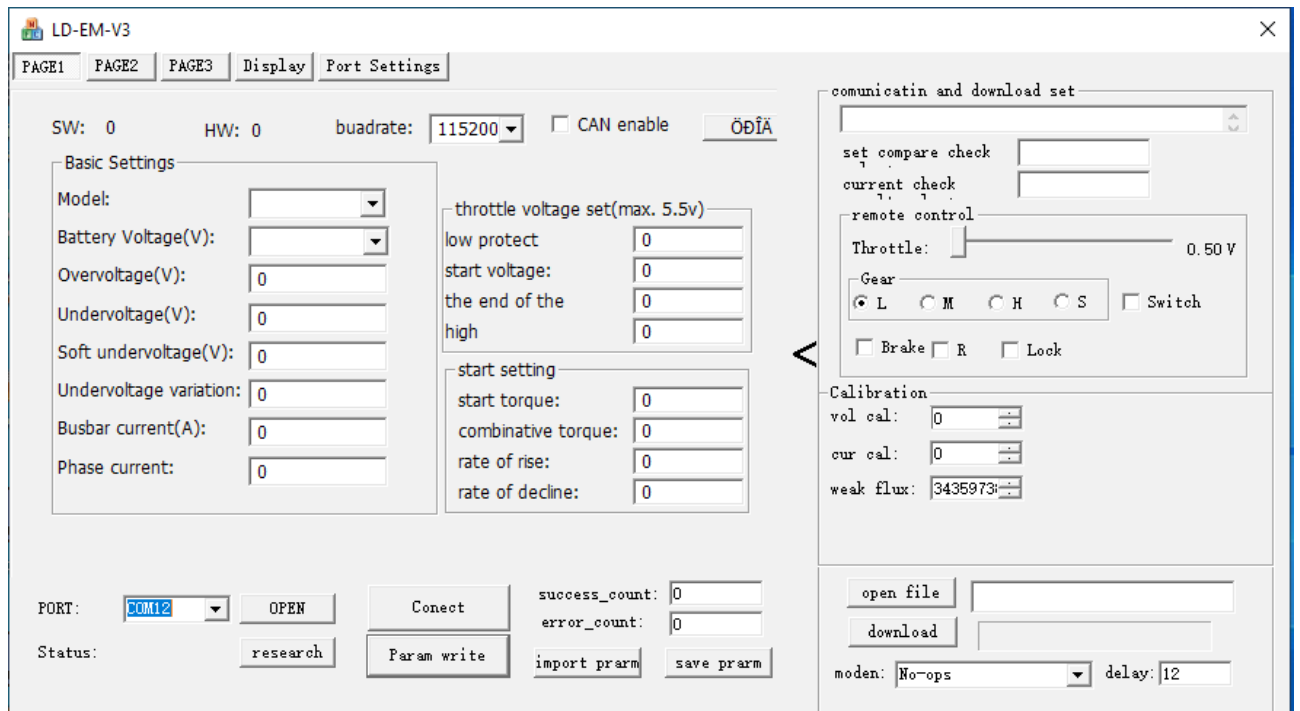 LD-EM-V3
PAGE1 PAGE2 PAGE3 Display Port Settings
SW: 0 HW: 0 buadrate: 115200 CAN enable ÖÐÎÄ
Basic Settings
Model:
Battery Voltage(V):
Overvoltage(V): 0
Undervoltage(V): 0
Soft undervoltage(V): 0
Undervoltage variation: 0
Busbar current(A): 0
Phase current: 0
throttle voltage set(max. 5.5v)
low protect 0
start voltage: 0
the end of the 0
high 0
start setting
start torque: 0
combinative torque: 0
rate of rise: 0
rate of decline: 0
PORT: COM12 OPEN
Status: research
Conect
Param write
success_count: 0
error_count: 0
import prarm save prarm
<
comunicatin and download set
set compare check
current check
remote control
Throttle: 0.50 V
Gear
L M H S Switch
Brake R Lock
Calibration
vol cal: 0
cur cal: 0
weak flux: 3435973
open file
download
moden: No-ops delay: 12